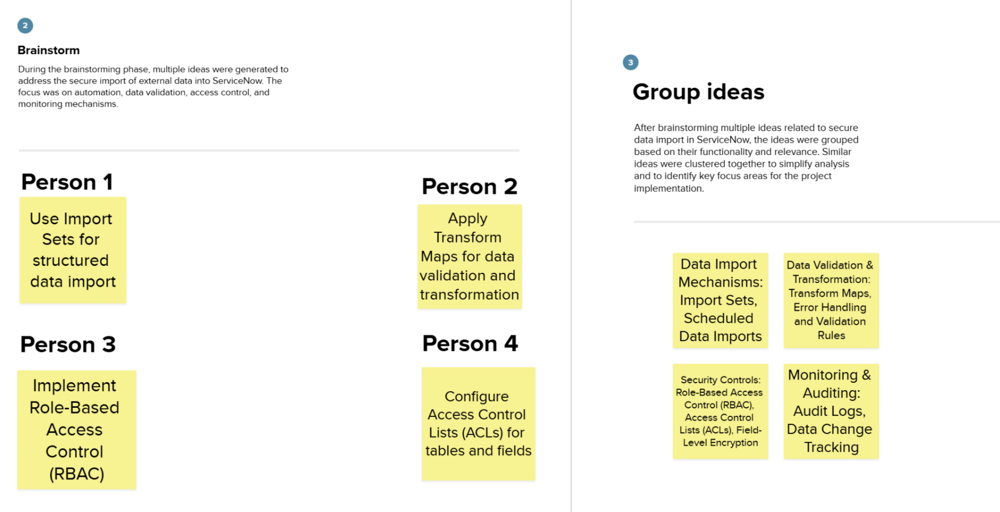 2
Brainstorm
During the brainstorming phase, multiple ideas were generated to
address the secure import of external data into ServiceNow. The
focus was on automation, data validation, access control, and
monitoring mechanisms.
Person 1
Use Import
Sets for
structured
data import
Person 2
Apply
Transform
Maps for data
validation and
transformation
Person 3
Implement
Role-Based
Access
Control
(RBAC)
Person 4
Configure
Access Control
Lists (ACLs) for
tables and fields
3
Group ideas
After brainstorming multiple ideas related to secure
data import in ServiceNow, the ideas were grouped
based on their functionality and relevance. Similar
ideas were clustered together to simplify analysis
and to identify key focus areas for the project
implementation.
Data Import
Mechanisms:
Import Sets,
Scheduled
Data Imports
Data Validation &
Transformation:
Transform Maps,
Error Handling
and Validation
Rules
Security Controls:
Role-Based Access
Control (RBAC),
Access Control
Lists (ACLs), Field-
Level Encryption
Monitoring &
Auditing:
Audit Logs,
Data Change
Tracking